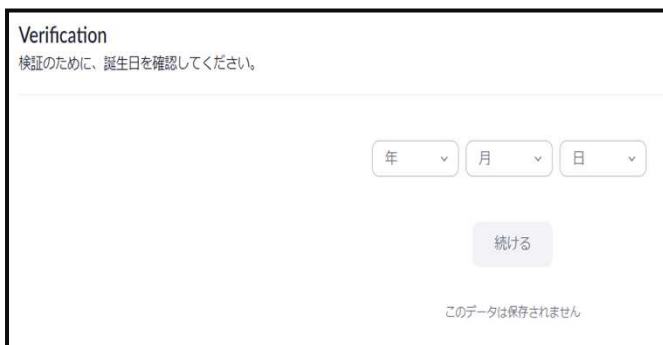 Verification
検証のために、誕生日を確認してください。
年 月 日
続ける
このデータは保存されません